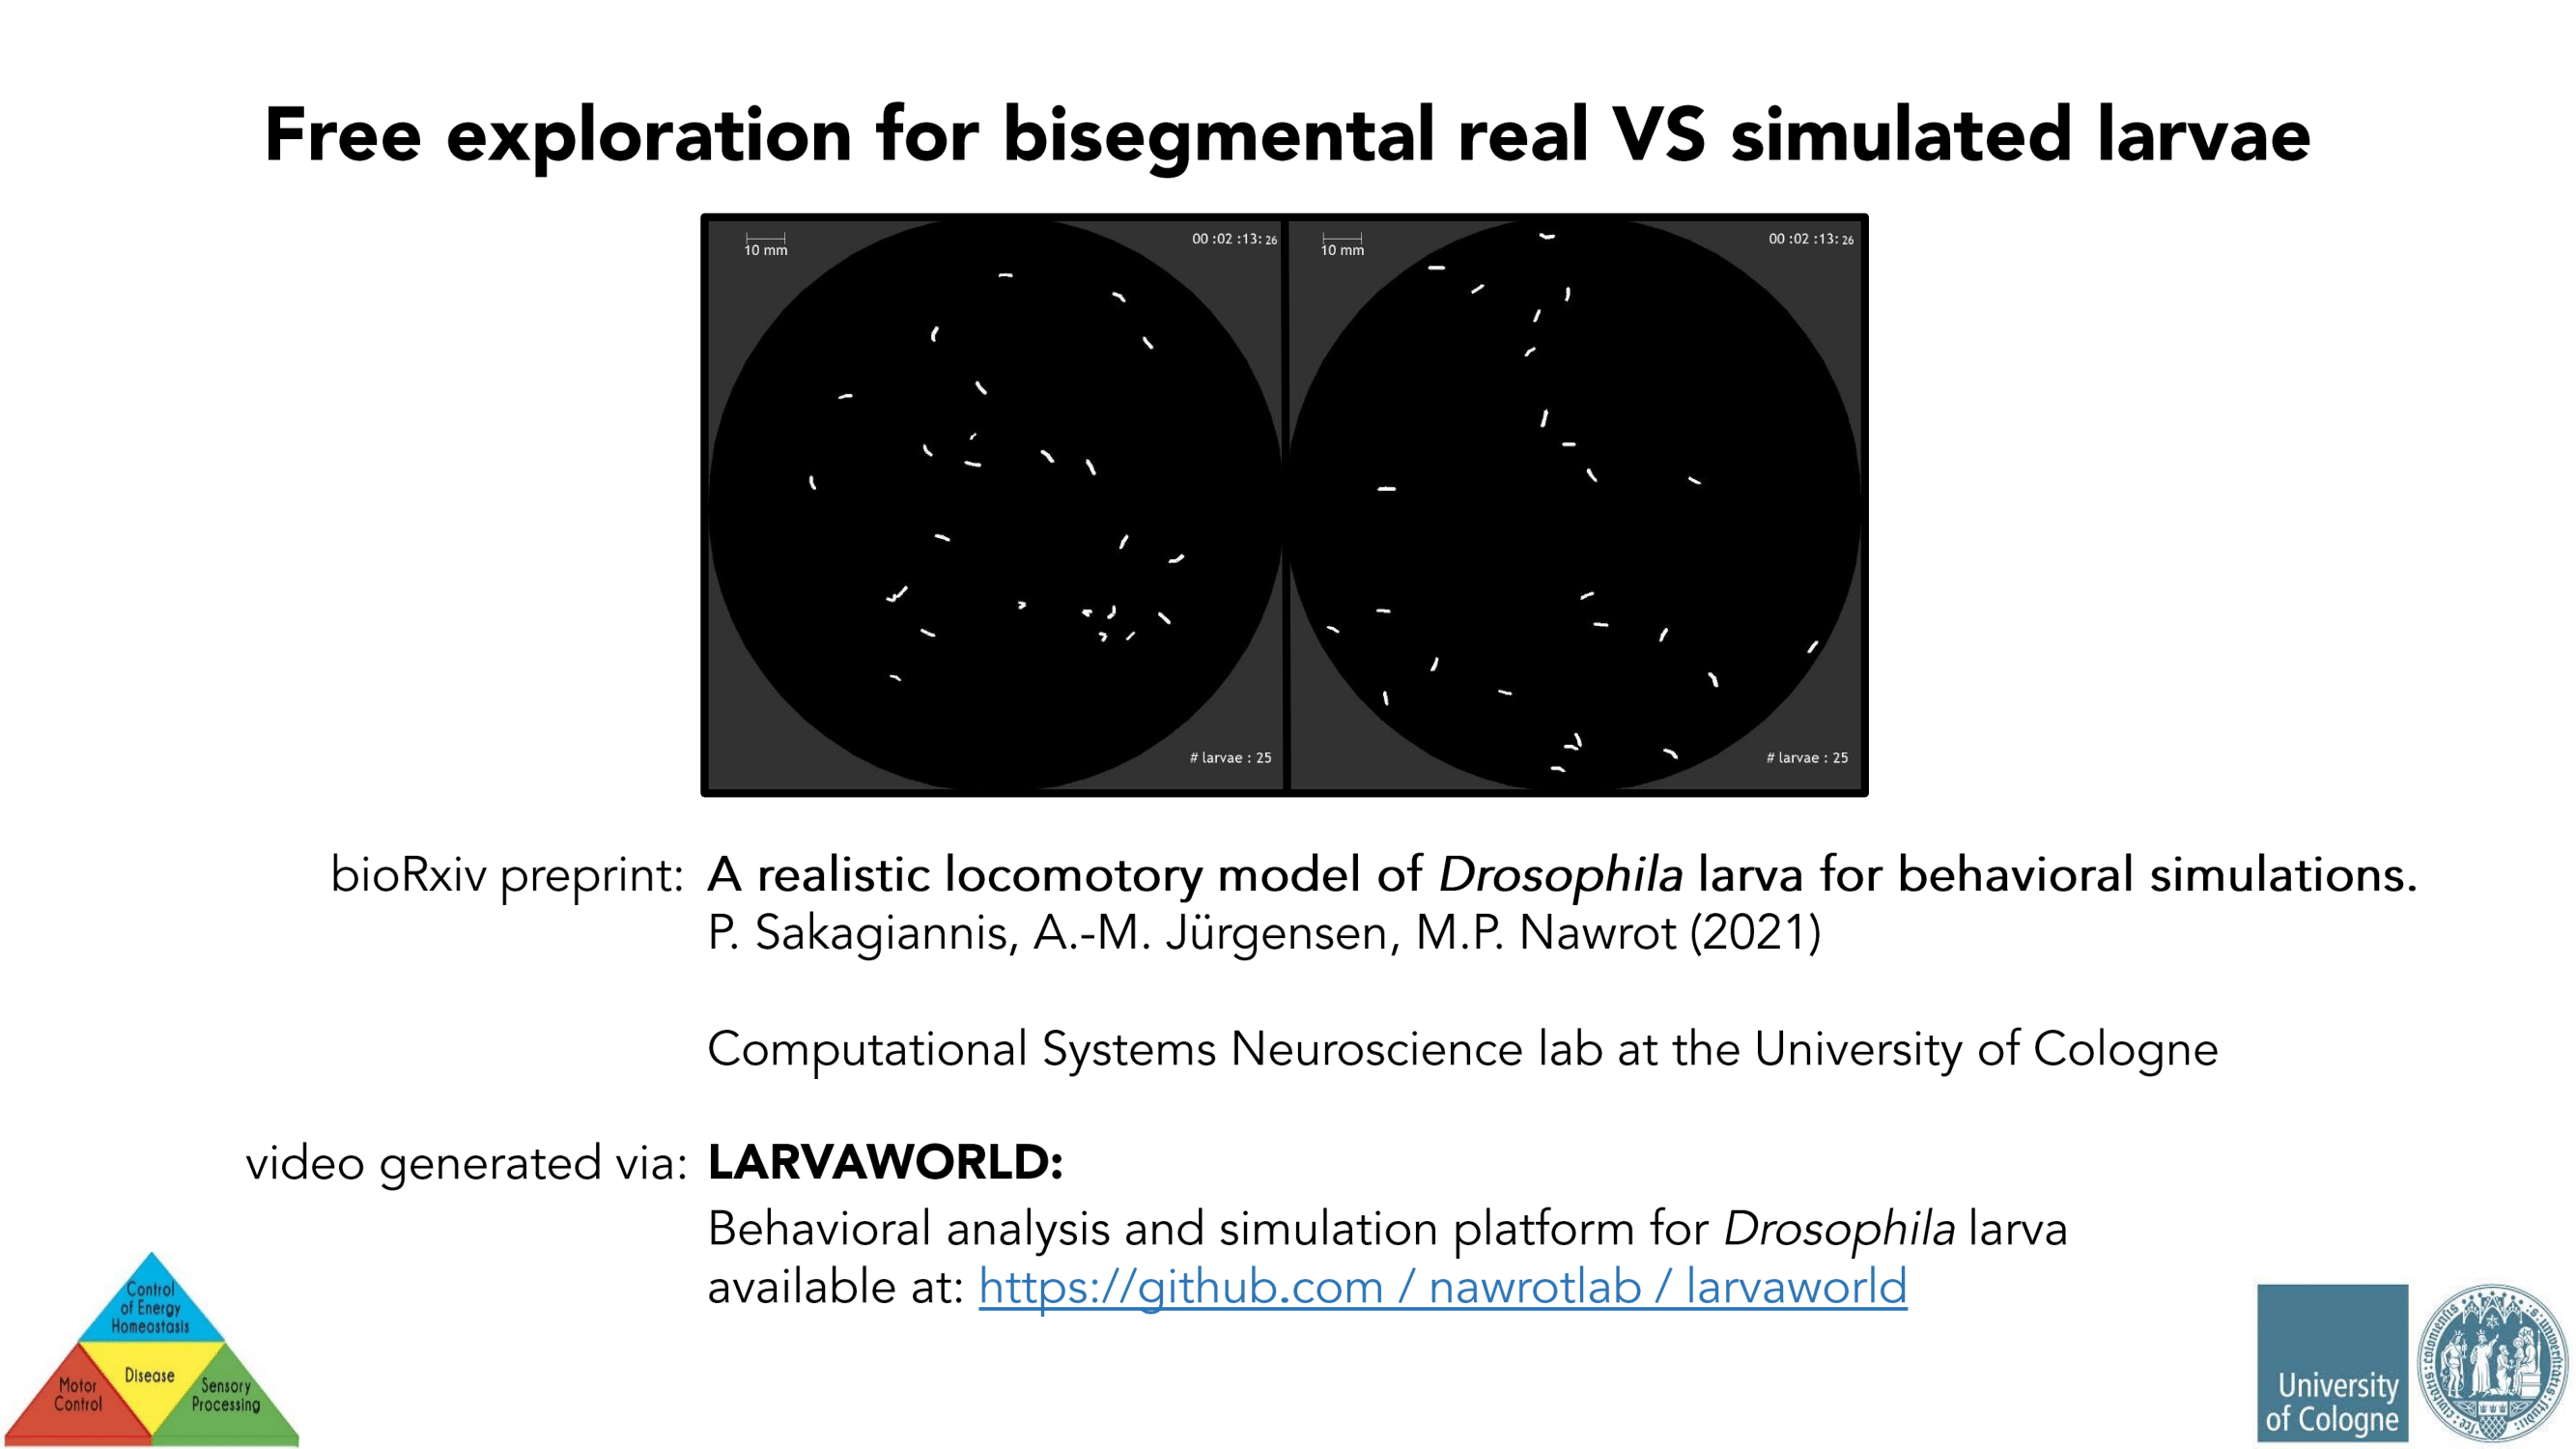 Free exploration for bisegmental real VS simulated larvae
10 mm
00 :02 :13: 26
# larvae : 25
10 mm
00 :02 :13: 26
# larvae : 25
bioRxiv preprint: A realistic locomotory model of Drosophila larva for behavioral simulations.
P. Sakagiannis, A.-M. Jürgensen, M.P. Nawrot (2021)
Computational Systems Neuroscience lab at the University of Cologne
video generated via: LARVAWORLD:
Behavioral analysis and simulation platform for Drosophila larva
available at: https://github.com / nawrotlab / larvaworld
Control
of Energy
Homeostasis
Disease
Motor
Control
Sensory
Processing
University
of Cologne